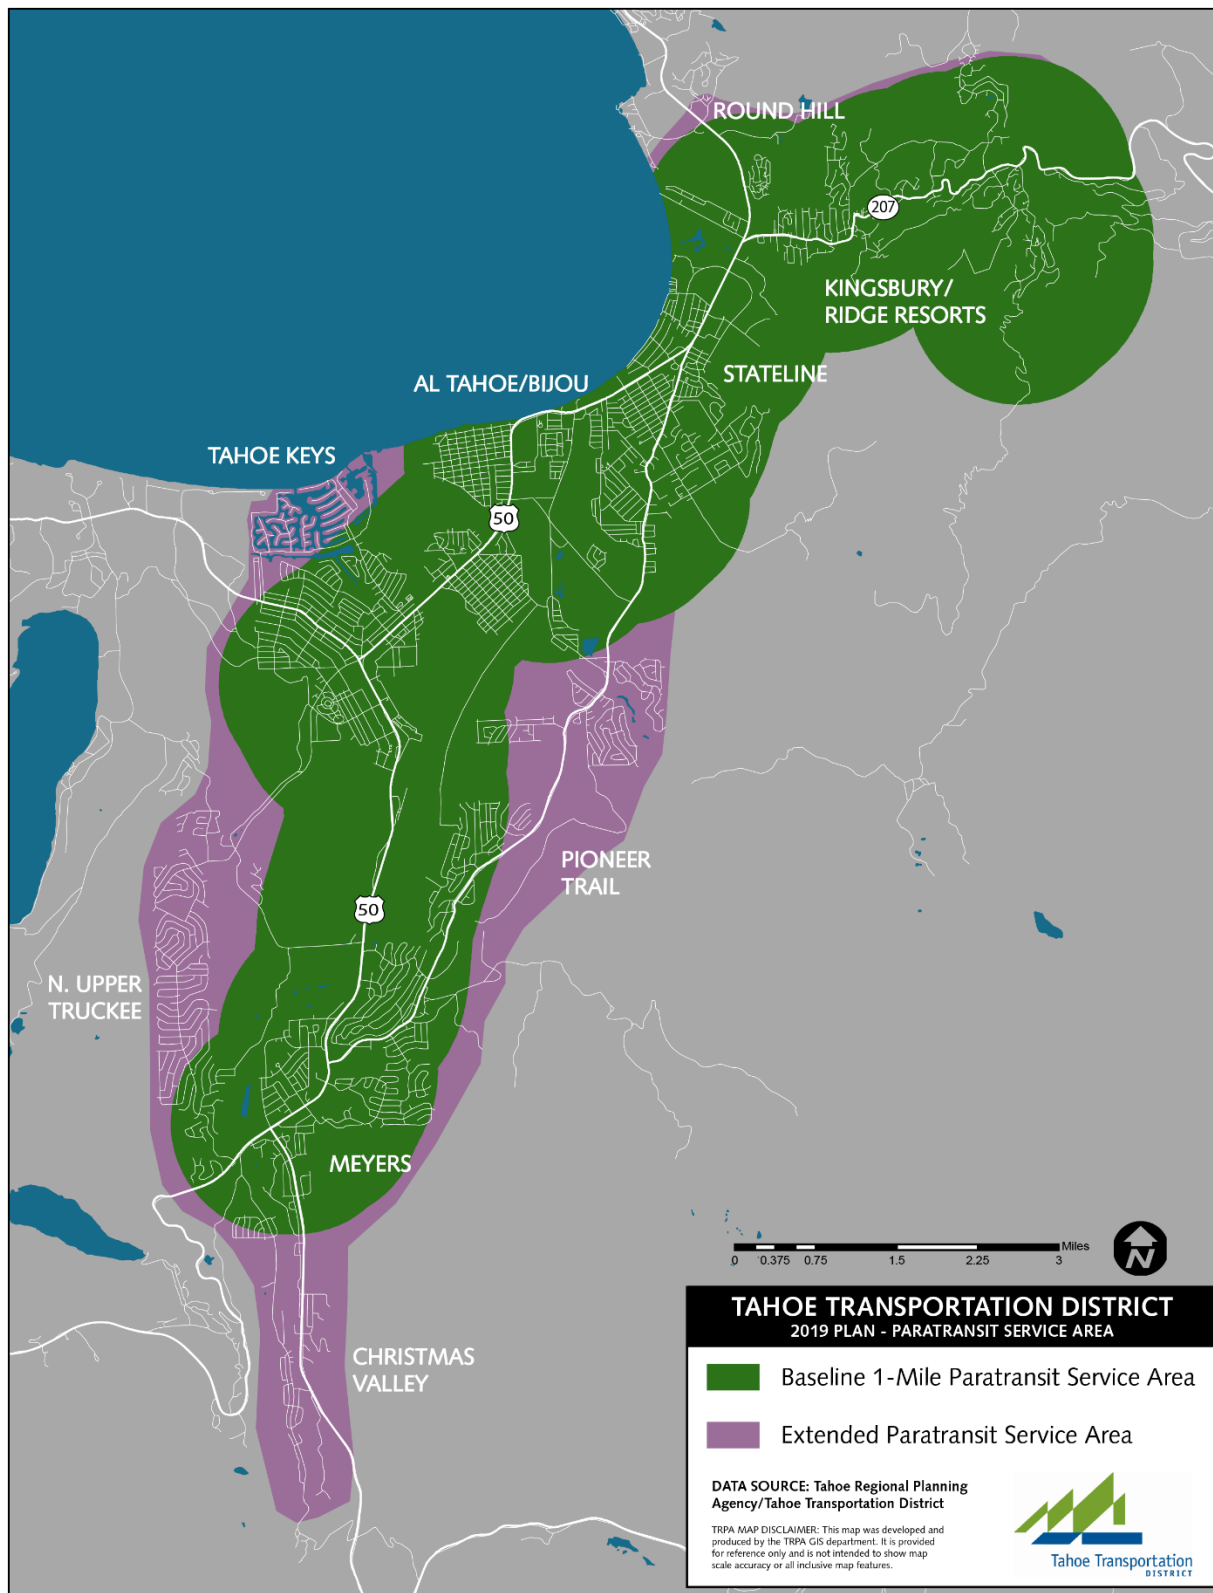 ROUND HILL
207
KINGSBURY/
RIDGE RESORTS
STATELINE
AL TAHOE/BIJOU
TAHOE KEYS
50
PIONEER
TRAIL
50
N. UPPER
TRUCKEE
MEYERS
CHRISTMAS
VALLEY
Miles
0 0.375 0.75 1.5 2.25 3
N
TAHOE TRANSPORTATION DISTRICT
2019 PLAN - PARATRANSIT SERVICE AREA
Baseline 1-Mile Paratransit Service Area
Extended Paratransit Service Area
DATA SOURCE: Tahoe Regional Planning
Agency/Tahoe Transportation District
TRPA MAP DISCLAIMER: This map was developed and
produced by the TRPA GIS department. It is provided
for reference only and is not intended to show map
scale accuracy or all inclusive map features.
Tahoe Transportation
DISTRICT